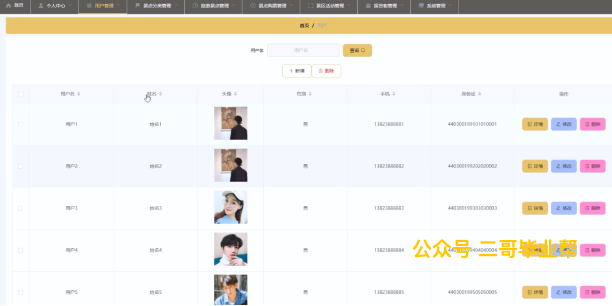 首页 个人中心 用户管理 景点分类管理 旅游景点管理 景点购票管理 景区活动管理 留言板管理 系统管理
首页 / 用户
用户名 用户名 查询
+ 新增 删除
用户名 姓名 头像 性别 手机 身份证 操作
用户1 姓名1 男 13823888881 440300199101010001 详情 修改 删除
用户2 姓名2 男 13823888882 440300199202020002 详情 修改 删除
用户3 姓名3 男 13823888883 440300199303030003 详情 修改 删除
用户4 姓名4 男 13823888884 440300199404040004 详情 修改 删除
公众号:二哥毕业帮
用户5 姓名5 男 13823888885 440300199505050005 详情 修改 删除